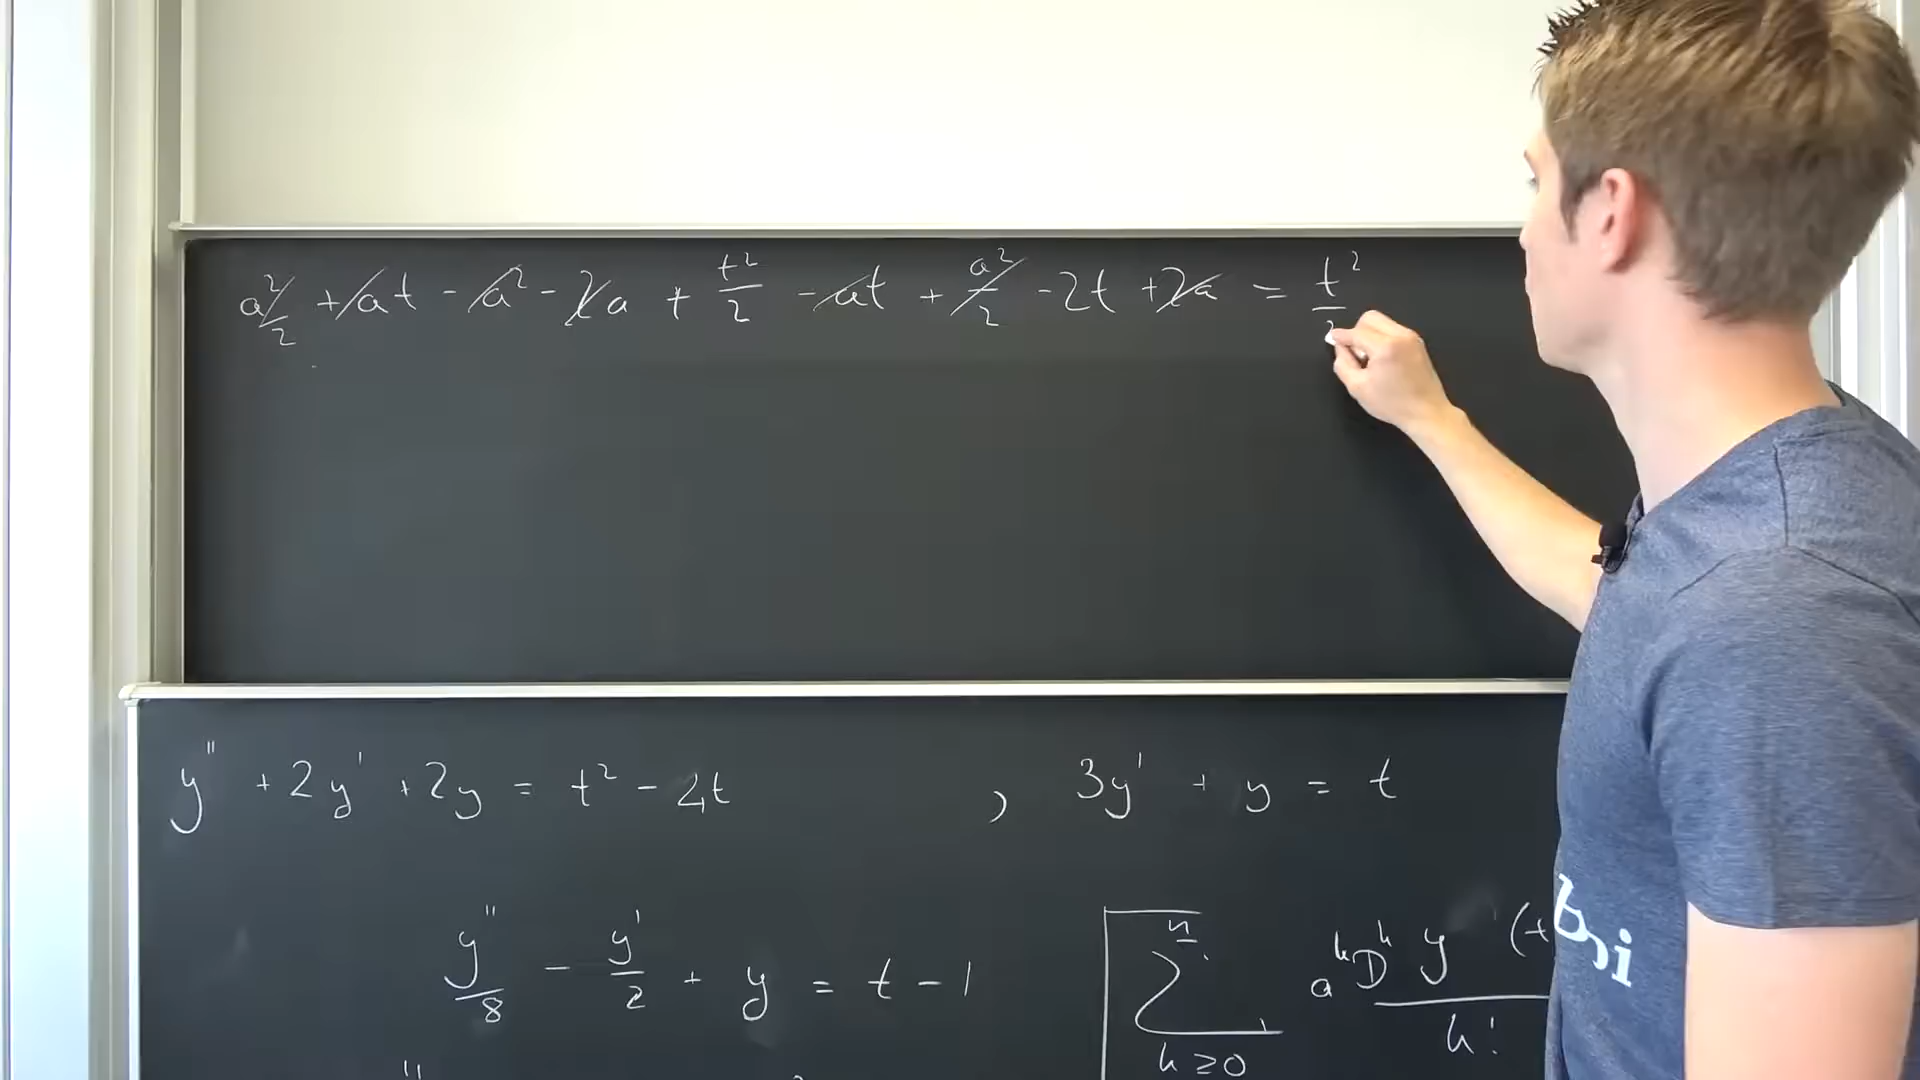 a²/2 + at - a² - 2a + t²/2 - at + a²/2 - 2t + 2a = t²/2
y'' + 2y' + 2y = t² - 2t , 3y' + y = t
y''/8 - y'/2 + y = t - 1
n ∑ k≥0 a^k D^k y (t / k!
bni